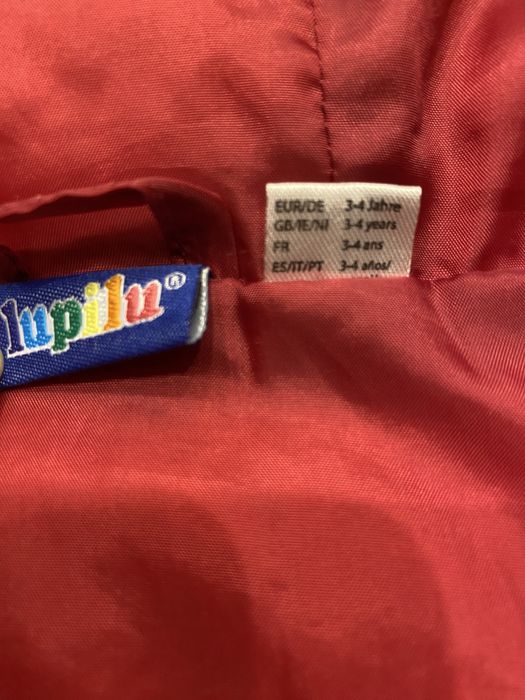 lupilu®
EUR/DE 3-4 Jahre
GB/IE/NI 3-4 years
FR 3-4 ans
ES/IT/PT 3-4 años/